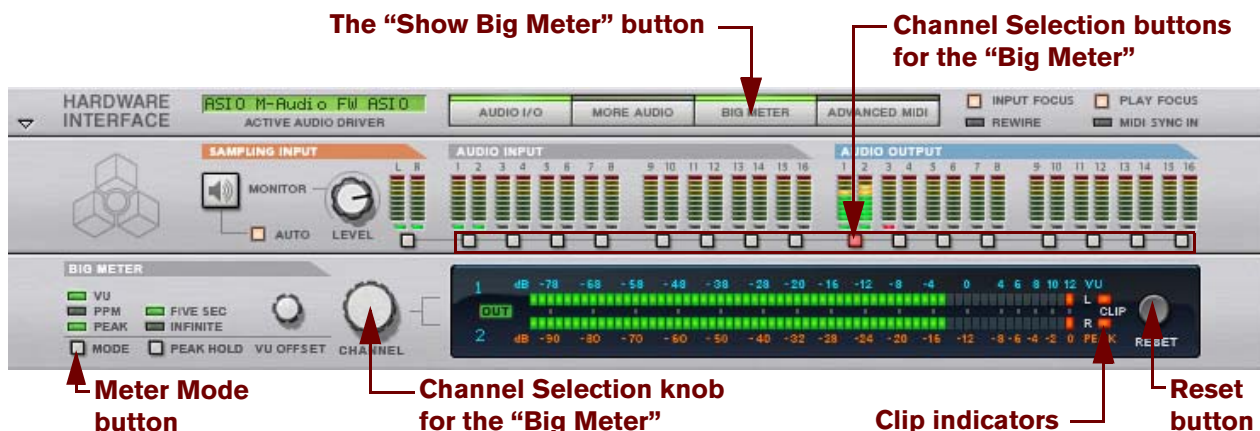 The “Show Big Meter” button
Channel Selection buttons
for the “Big Meter”
HARDWARE
INTERFACE
ASIO M-Audio FW ASIO
ACTIVE AUDIO DRIVER
AUDIO I/O
MORE AUDIO
BIG METER
ADVANCED MIDI
INPUT FOCUS
PLAY FOCUS
REWIRE
MIDI SYNC IN
SAMPLING INPUT
L R
MONITOR
AUTO
LEVEL
AUDIO INPUT
1 2 3 4 5 6 7 8 9 10 11 12 13 14 15 16
AUDIO OUTPUT
1 2 3 4 5 6 7 8 9 10 11 12 13 14 15 16
BIG METER
VU
PPM
PEAK
FIVE SEC
INFINITE
MODE
PEAK HOLD
VU OFFSET
CHANNEL
1 dB -78 -68 -58 -48 -38 -28 -20 -16 -12 -8 -4 0 4 6 8 10 12 VU
OUT
L
CLIP
R
2 dB -90 -80 -70 -60 -50 -40 -32 -28 -24 -20 -16 -12 -8 -6 -4 -2 0 PEAK
RESET
Meter Mode
button
Channel Selection knob
for the “Big Meter”
Clip indicators
Reset
button